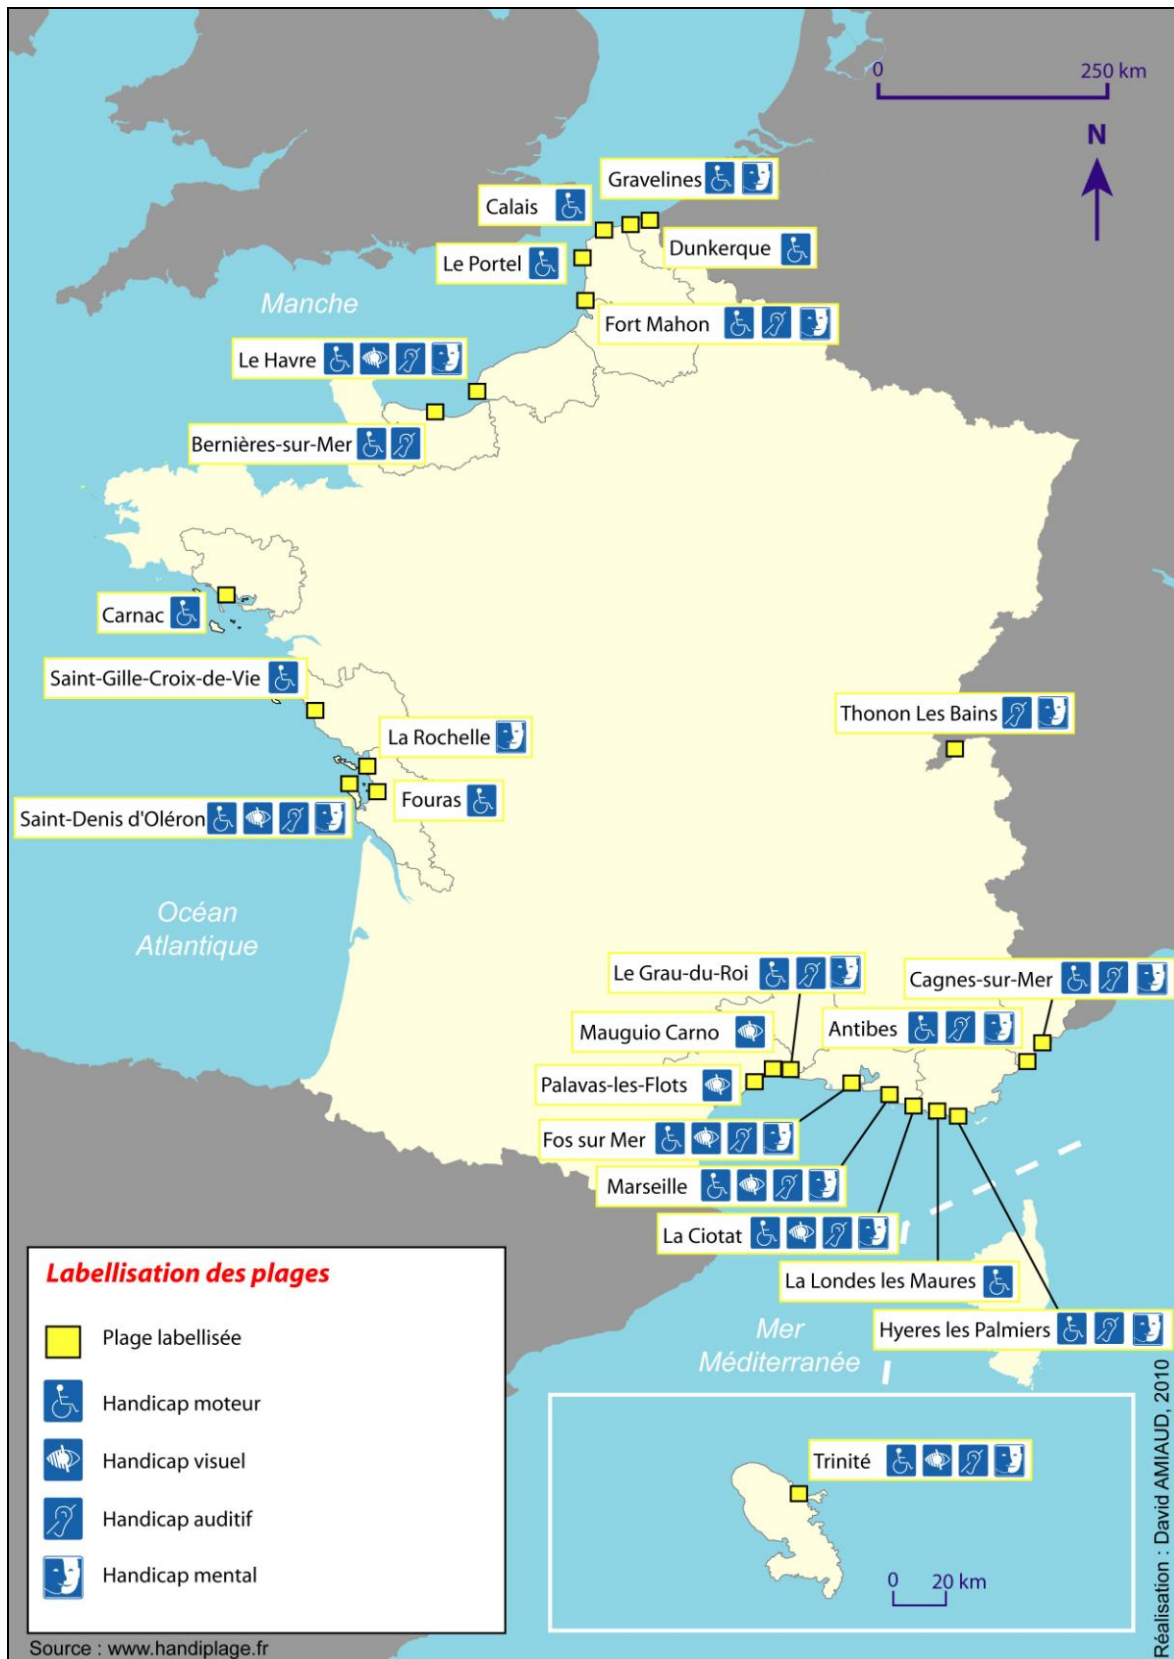 0 250 km
N
Gravelines
Calais
Dunkerque
Le Portel
Manche
Fort Mahon
Le Havre
Bernières-sur-Mer
Carnac
Saint-Gille-Croix-de-Vie
Thonon Les Bains
La Rochelle
Fouras
Saint-Denis d'Oléron
Océan
Atlantique
Le Grau-du-Roi
Cagnes-sur-Mer
Mauguio Carno
Antibes
Palavas-les-Flots
Fos sur Mer
Marseille
La Ciotat
La Londes les Maures
Hyeres les Palmiers
Mer
Méditerranée
Labellisation des plages
Plage labellisée
Handicap moteur
Handicap visuel
Handicap auditif
Handicap mental
Trinité
0 20 km
Source : www.handiplage.fr
Réalisation : David AMIAUD, 2010